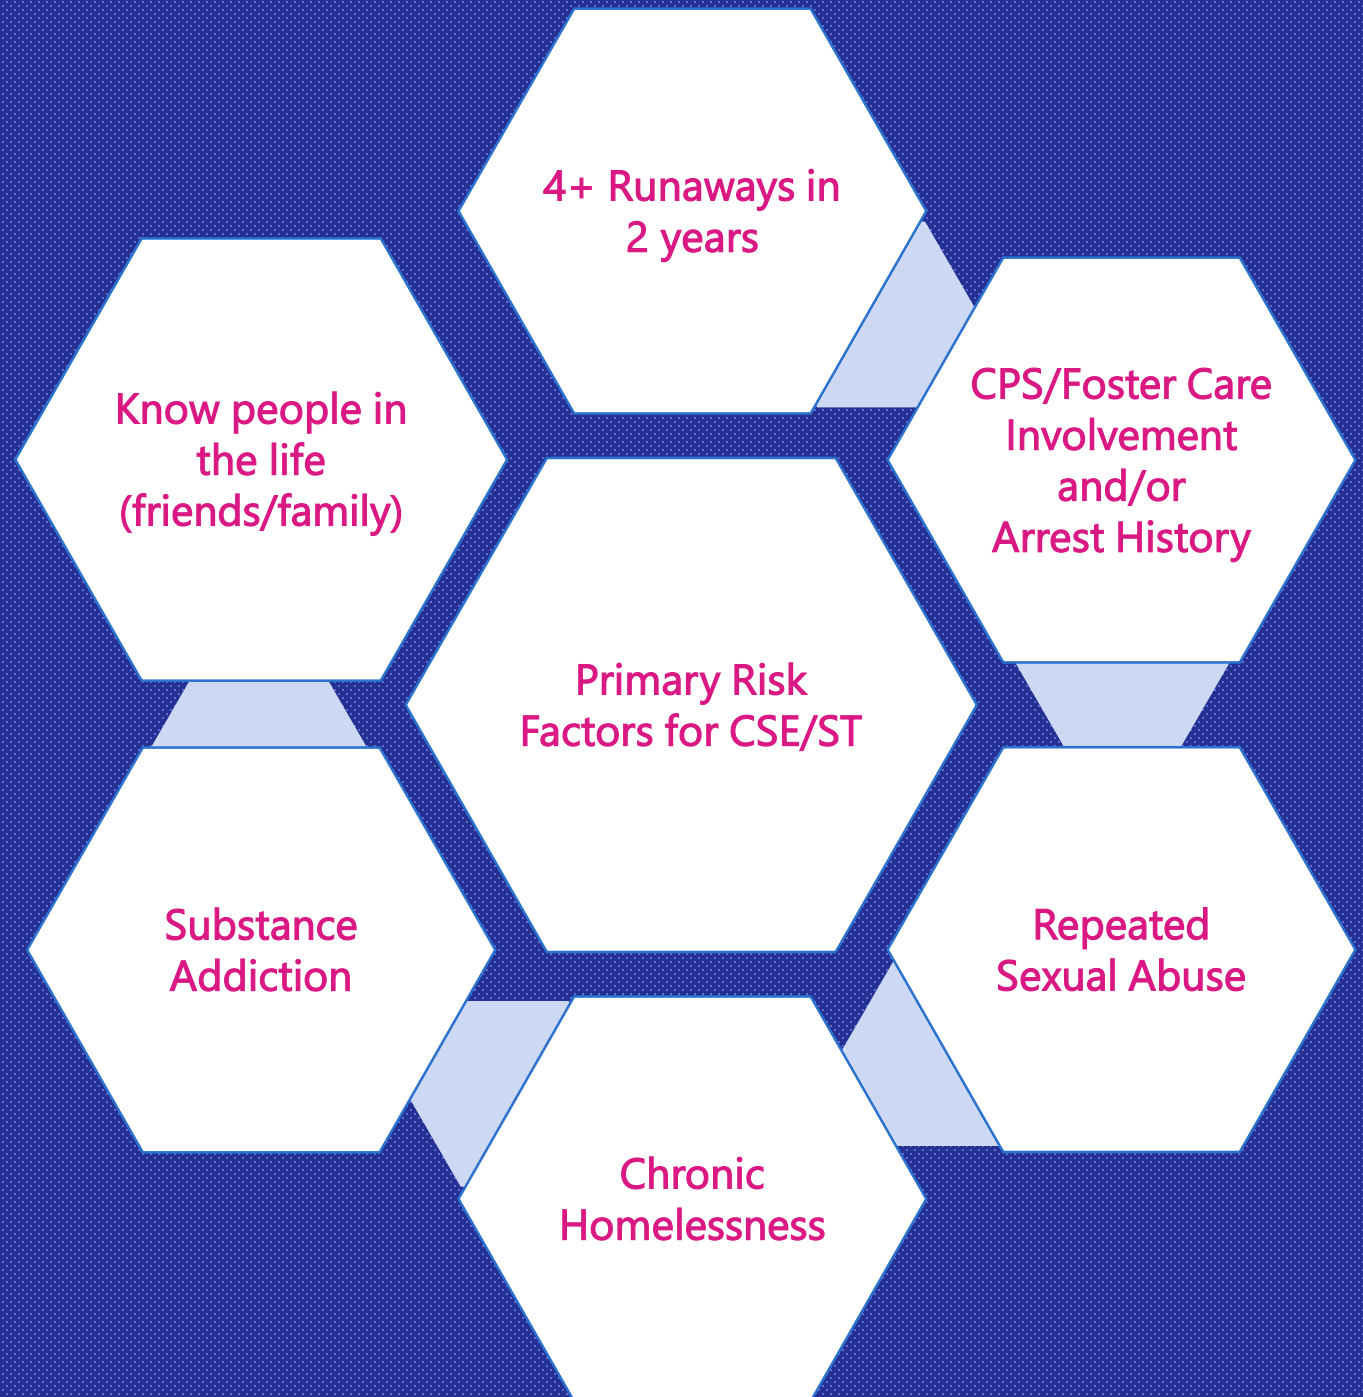 4+ Runaways in
2 years
CPS/Foster Care
Involvement
and/or
Arrest History
Repeated
Sexual Abuse
Chronic
Homelessness
Substance
Addiction
Know people in
the life
(friends/family)
Primary Risk
Factors for CSE/ST